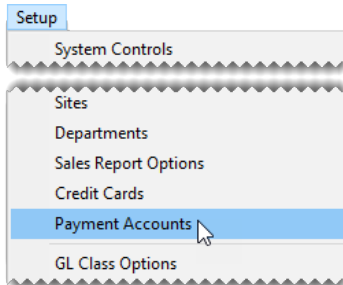 Setup
System Controls
Sites
Departments
Sales Report Options
Credit Cards
Payment Accounts
GL Class Options